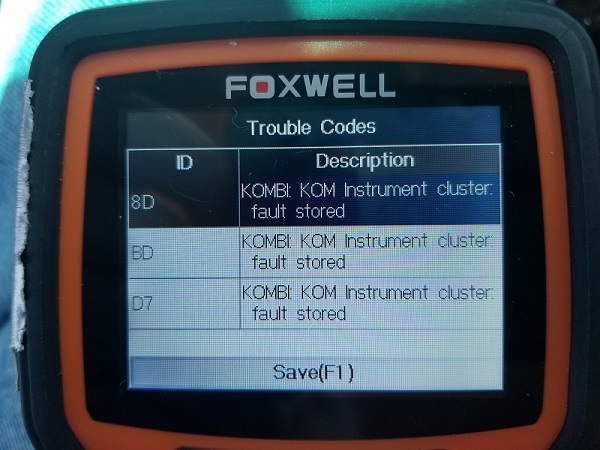 FOXWELL
Trouble Codes
ID Description
8D KOMBI: KOM Instrument cluster:
fault stored
BD KOMBI: KOM Instrument cluster:
fault stored
D7 KOMBI: KOM Instrument cluster:
fault stored
Save(F1)